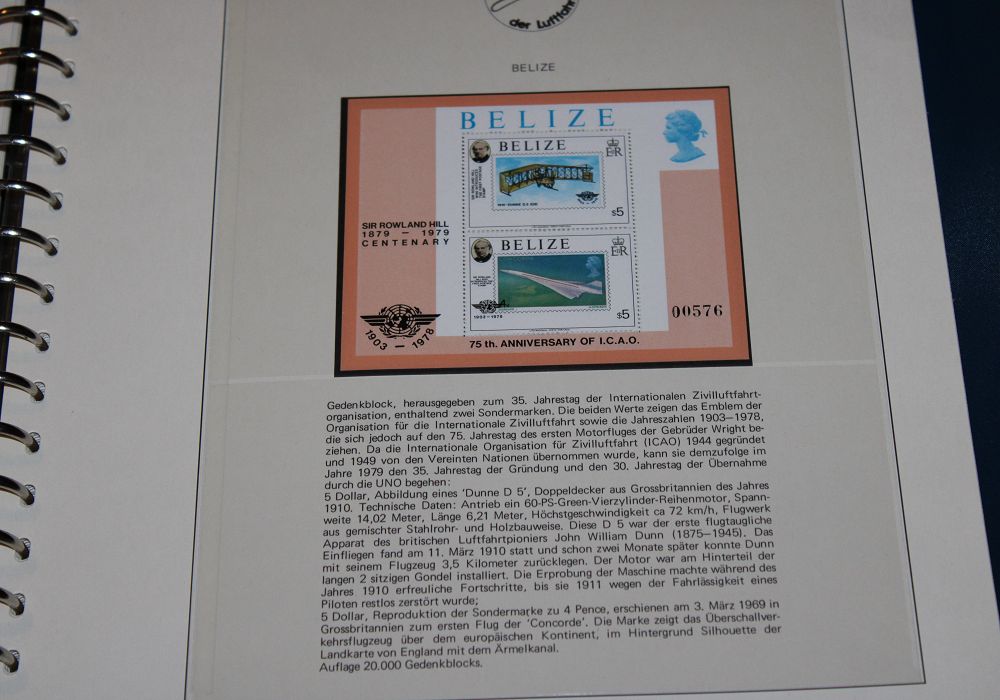 der Luftfahr
BELIZE
BELIZE
BELIZE
E R
$5
SIR ROWLAND HILL
1879 – 1979
CENTENARY
BELIZE
E R
1903–1978
$5
00576
1903 – 1978
75th. ANNIVERSARY OF I.C.A.O.
Gedenkblock, herausgegeben zum 35. Jahrestag der Internationalen Zivilluftfahrt-
organisation, enthaltend zwei Sondermarken. Die beiden Werte zeigen das Emblem der
Organisation für die Internationale Zivilluftfahrt sowie die Jahreszahlen 1903–1978,
die sich jedoch auf den 75. Jahrestag des ersten Motorfluges der Gebrüder Wright be-
ziehen. Da die Internationale Organisation für Zivilluftfahrt (ICAO) 1944 gegründet
und 1949 von den Vereinten Nationen übernommen wurde, kann sie demzufolge im
Jahre 1979 den 35. Jahrestag der Gründung und den 30. Jahrestag der Übernahme
durch die UNO begehen:
5 Dollar, Abbildung eines 'Dunne D 5', Doppeldecker aus Grossbritannien des Jahres
1910. Technische Daten: Antrieb ein 60-PS-Green-Vierzylinder-Reihenmotor, Spann-
weite 14,02 Meter, Länge 6,21 Meter, Höchstgeschwindigkeit ca 72 km/h, Flugwerk
aus gemischter Stahlrohr- und Holzbauweise. Diese D 5 war der erste flugtaugliche
Apparat des britischen Luftfahrtpioniers John William Dunn (1875–1945). Das
Einfliegen fand am 11. März 1910 statt und schon zwei Monate später konnte Dunn
mit seinem Flugzeug 3,5 Kilometer zurücklegen. Der Motor war am Hinterteil der
langen 2 sitzigen Gondel installiert. Die Erprobung der Maschine machte während des
Jahres 1910 erfreuliche Fortschritte, bis sie 1911 wegen der Fahrlässigkeit eines
Piloten restlos zerstört wurde;
5 Dollar, Reproduktion der Sondermarke zu 4 Pence, erschienen am 3. März 1969 in
Grossbritannien zum ersten Flug der 'Concorde'. Die Marke zeigt das Überschallver-
kehrsflugzeug über dem europäischen Kontinent, im Hintergrund Silhouette der
Landkarte von England mit dem Ärmelkanal.
Auflage 20.000 Gedenkblocks.